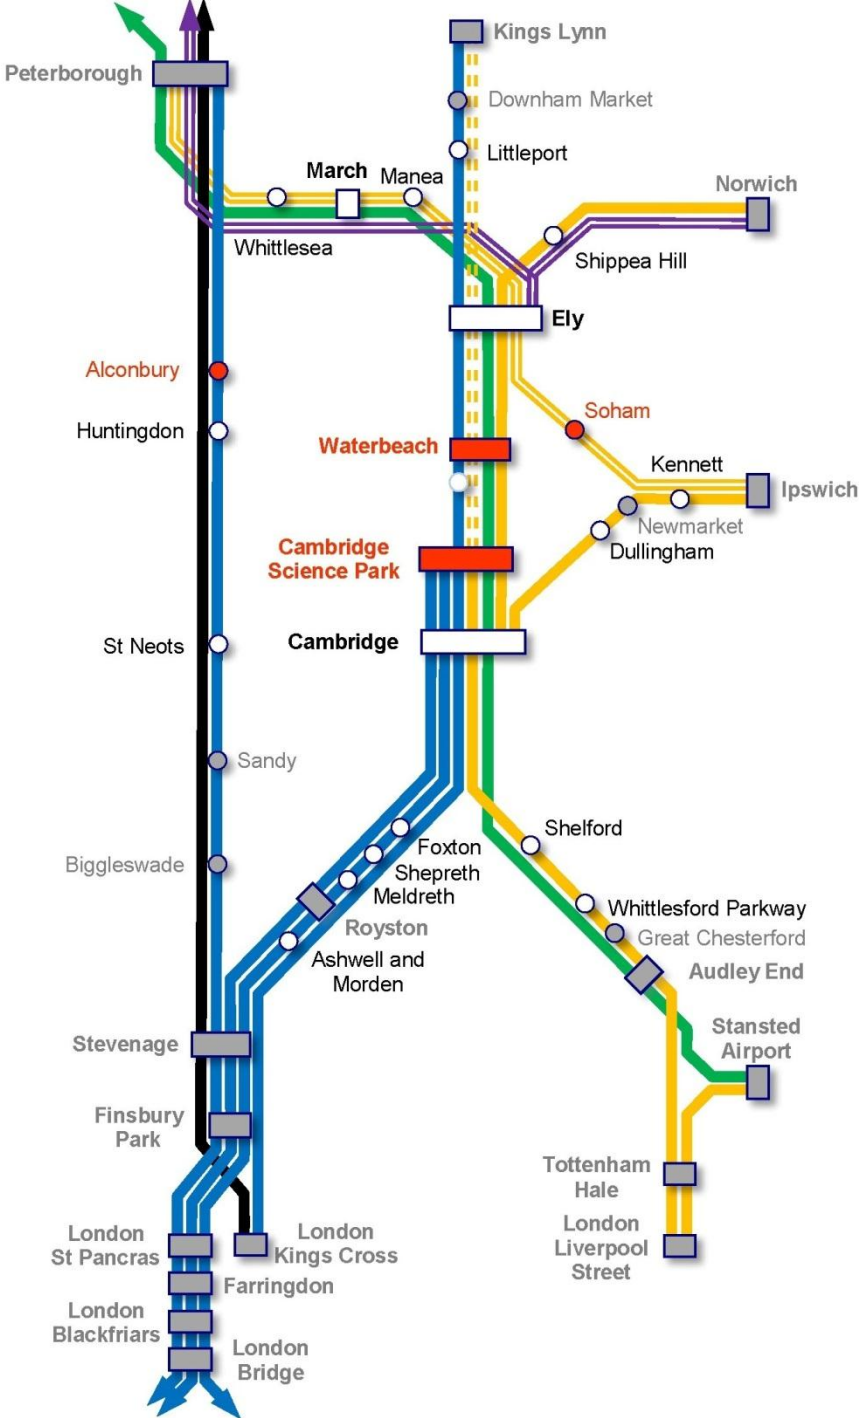 Kings Lynn
Peterborough
Downham Market
Littleport
March
Manea
Norwich
Whittlesea
Shippea Hill
Ely
Alconbury
Soham
Huntingdon
Waterbeach
Kennett
Ipswich
Newmarket
Cambridge
Science Park
Dullingham
St Neots
Cambridge
Sandy
Shelford
Foxton
Biggleswade
Shepreth
Meldreth
Whittlesford Parkway
Royston
Great Chesterford
Ashwell and
Morden
Audley End
Stevenage
Stansted
Airport
Finsbury
Park
Tottenham
Hale
London
St Pancras
London
Kings Cross
London
Liverpool
Street
Farringdon
London
Blackfriars
London
Bridge